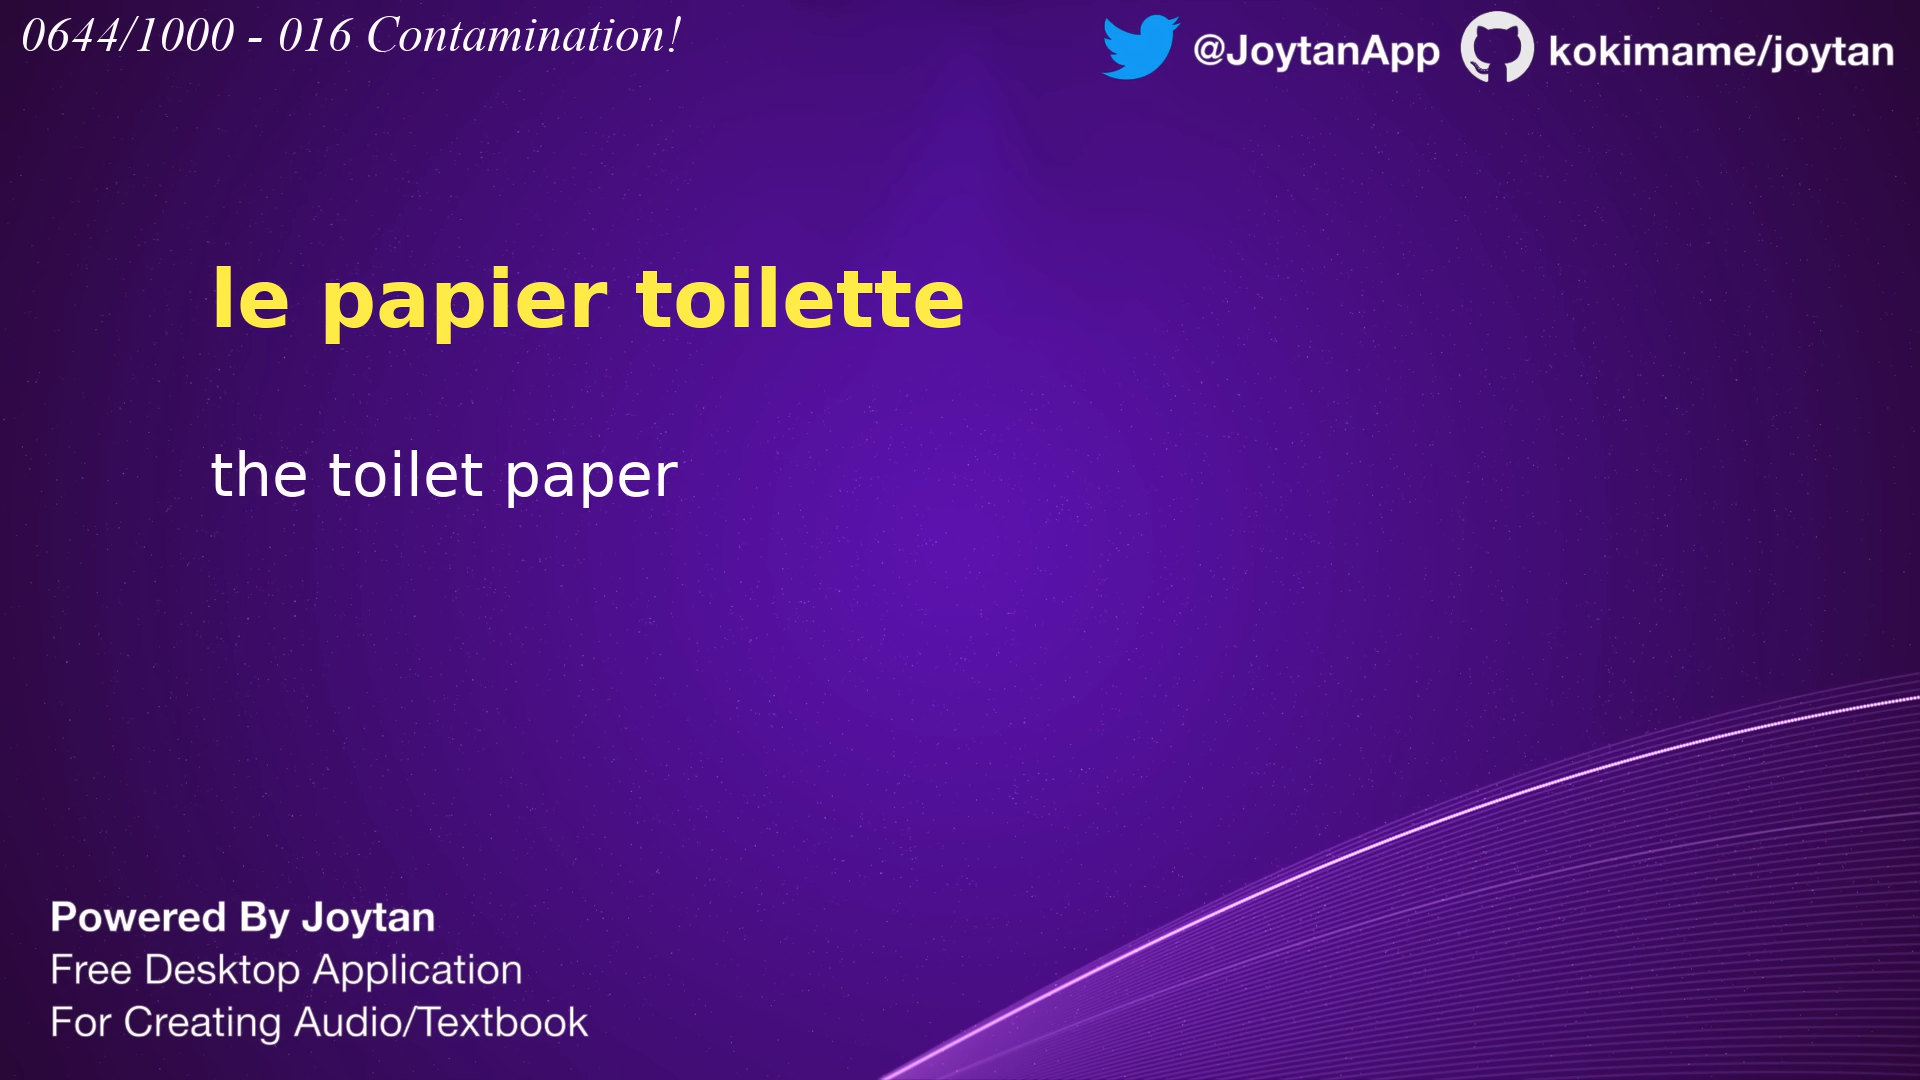 0644/1000 - 016 Contamination!
@JoytanApp
kokimame/joytan
le papier toilette
the toilet paper
Powered By Joytan
Free Desktop Application
For Creating Audio/Textbook